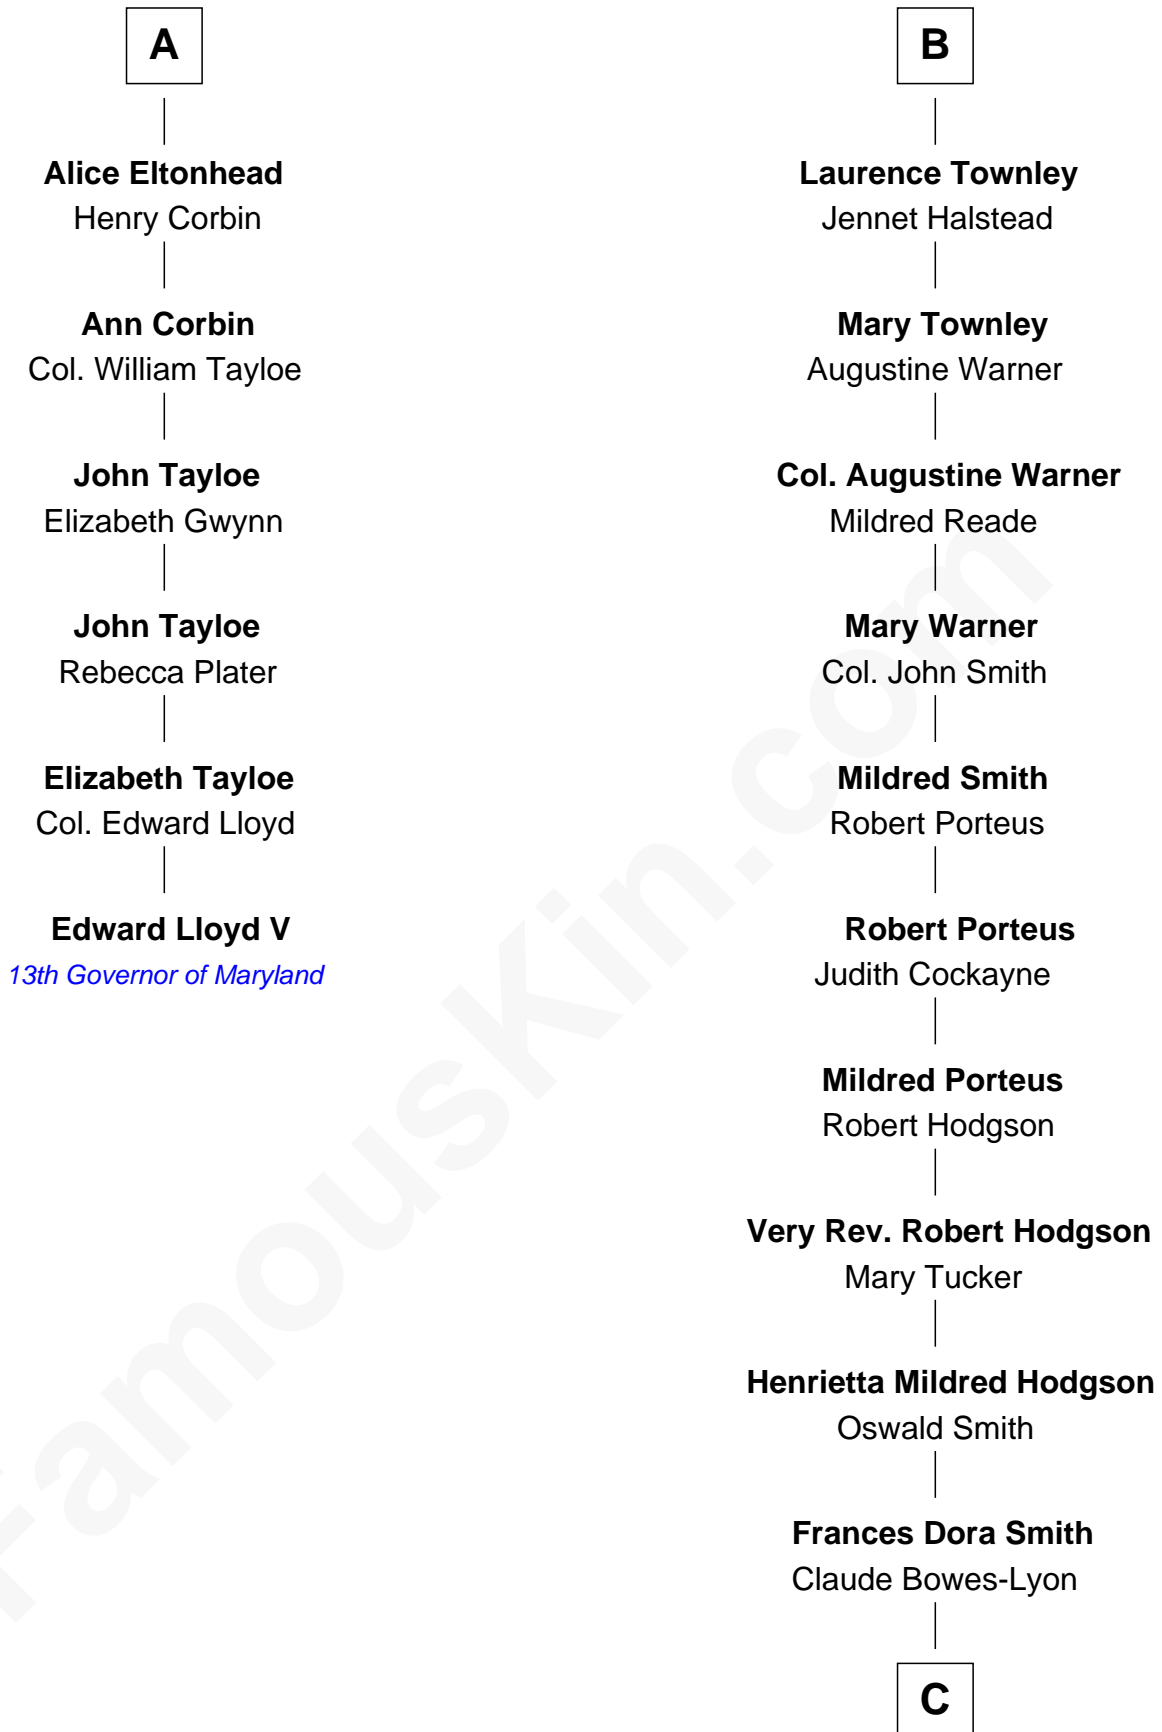 A
Alice Eltonhead
Henry Corbin
Ann Corbin
Col. William Tayloe
John Tayloe
Elizabeth Gwynn
John Tayloe
Rebecca Plater
Elizabeth Tayloe
Col. Edward Lloyd
Edward Lloyd V
13th Governor of Maryland
B
Laurence Townley
Jennet Halstead
Mary Townley
Augustine Warner
Col. Augustine Warner
Mildred Reade
Mary Warner
Col. John Smith
Mildred Smith
Robert Porteus
Robert Porteus
Judith Cockayne
Mildred Porteus
Robert Hodgson
Very Rev. Robert Hodgson
Mary Tucker
Henrietta Mildred Hodgson
Oswald Smith
Frances Dora Smith
Claude Bowes-Lyon
C
FamousKin.com